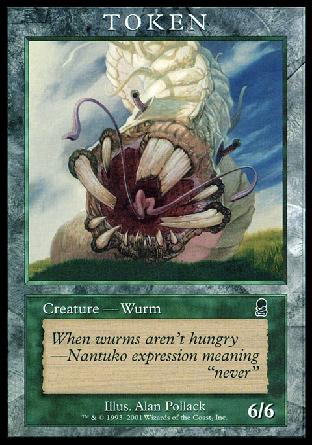 TOKEN
Creature — Wurm
When wurms aren't hungry
—Nantuko expression meaning
"never"
Illus. Alan Pollack
™ & © 1993-2001 Wizards of the Coast, Inc.
6/6